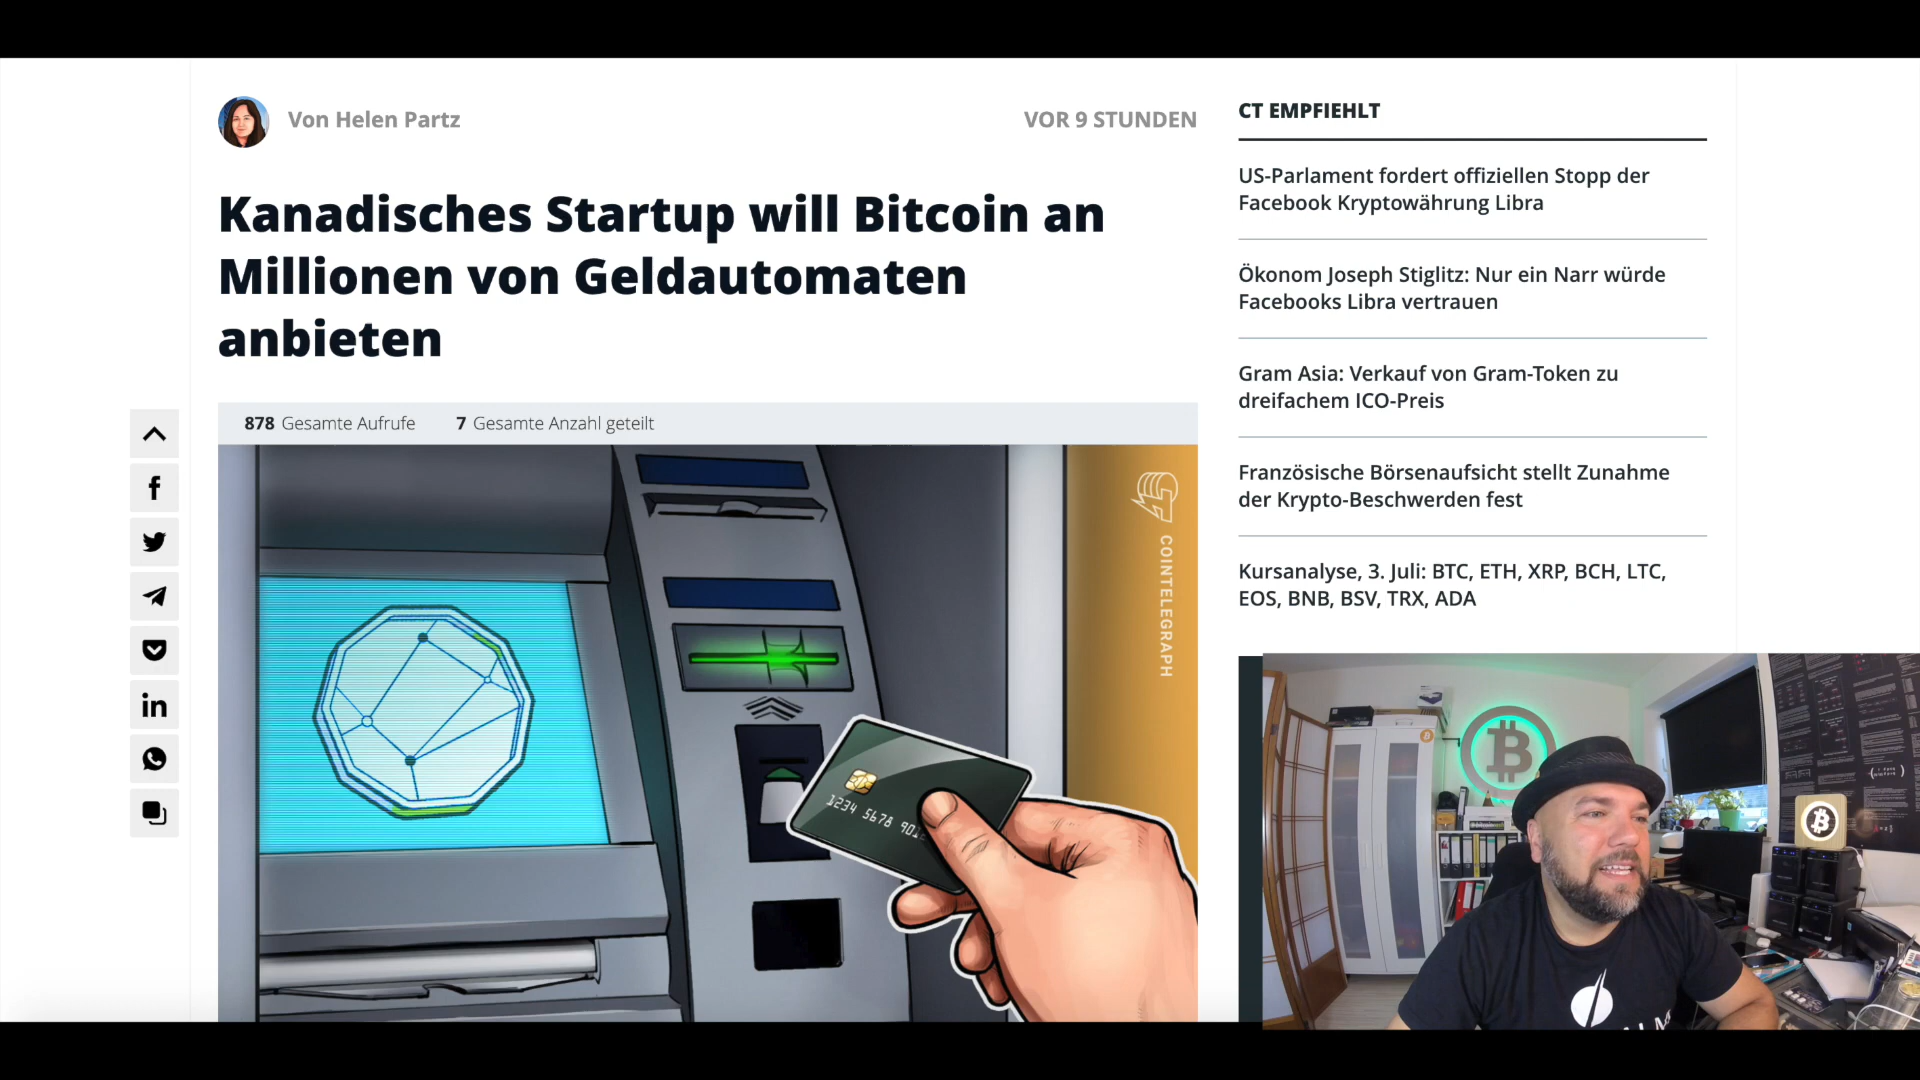 Von Helen Partz
VOR 9 STUNDEN
Kanadisches Startup will Bitcoin an
Millionen von Geldautomaten
anbieten
878 Gesamte Aufrufe 7 Gesamte Anzahl geteilt
COINTELEGRAPH
1234 5678 901
CT EMPFIEHLT
US-Parlament fordert offiziellen Stopp der
Facebook Kryptowährung Libra
Ökonom Joseph Stiglitz: Nur ein Narr würde
Facebooks Libra vertrauen
Gram Asia: Verkauf von Gram-Token zu
dreifachem ICO-Preis
Französische Börsenaufsicht stellt Zunahme
der Krypto-Beschwerden fest
Kursanalyse, 3. Juli: BTC, ETH, XRP, BCH, LTC,
EOS, BNB, BSV, TRX, ADA